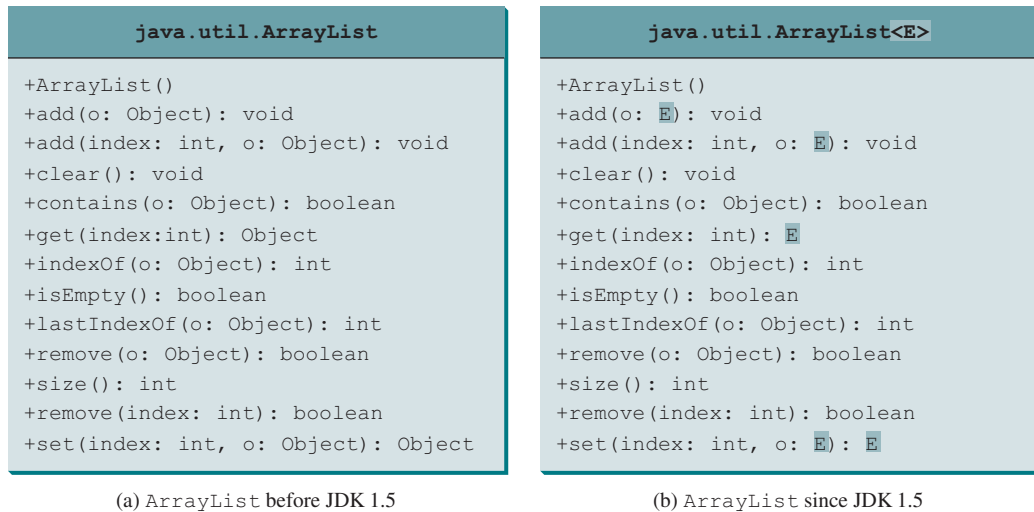 java.util.ArrayList
+ArrayList()
+add(o: Object): void
+add(index: int, o: Object): void
+clear(): void
+contains(o: Object): boolean
+get(index:int): Object
+indexOf(o: Object): int
+isEmpty(): boolean
+lastIndexOf(o: Object): int
+remove(o: Object): boolean
+size(): int
+remove(index: int): boolean
+set(index: int, o: Object): Object
(a) ArrayList before JDK 1.5
java.util.ArrayList<E>
+ArrayList()
+add(o: E): void
+add(index: int, o: E): void
+clear(): void
+contains(o: Object): boolean
+get(index: int): E
+indexOf(o: Object): int
+isEmpty(): boolean
+lastIndexOf(o: Object): int
+remove(o: Object): boolean
+size(): int
+remove(index: int): boolean
+set(index: int, o: E): E
(b) ArrayList since JDK 1.5